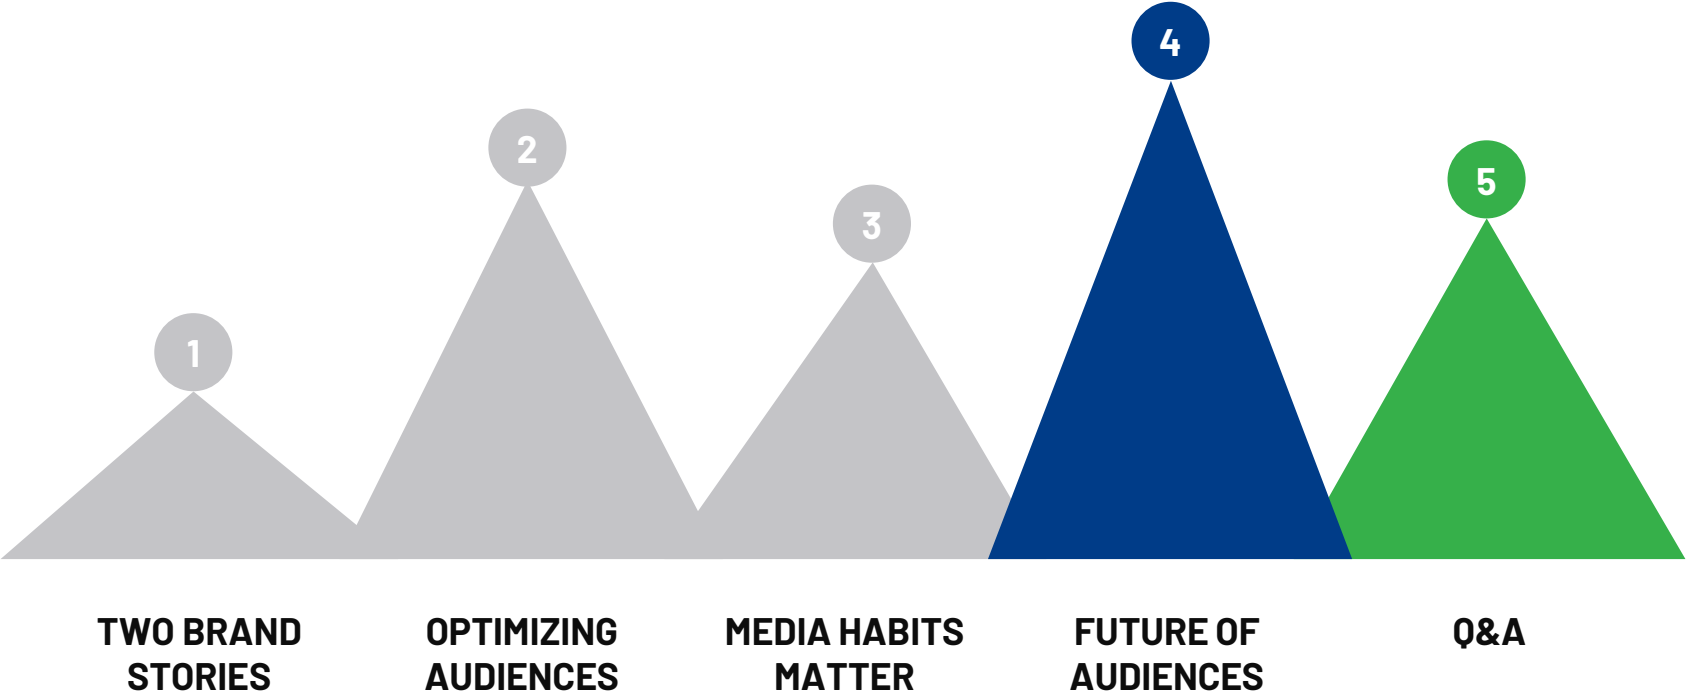 1
2
3
4
5
TWO BRAND
STORIES
OPTIMIZING
AUDIENCES
MEDIA HABITS
MATTER
FUTURE OF
AUDIENCES
Q&A